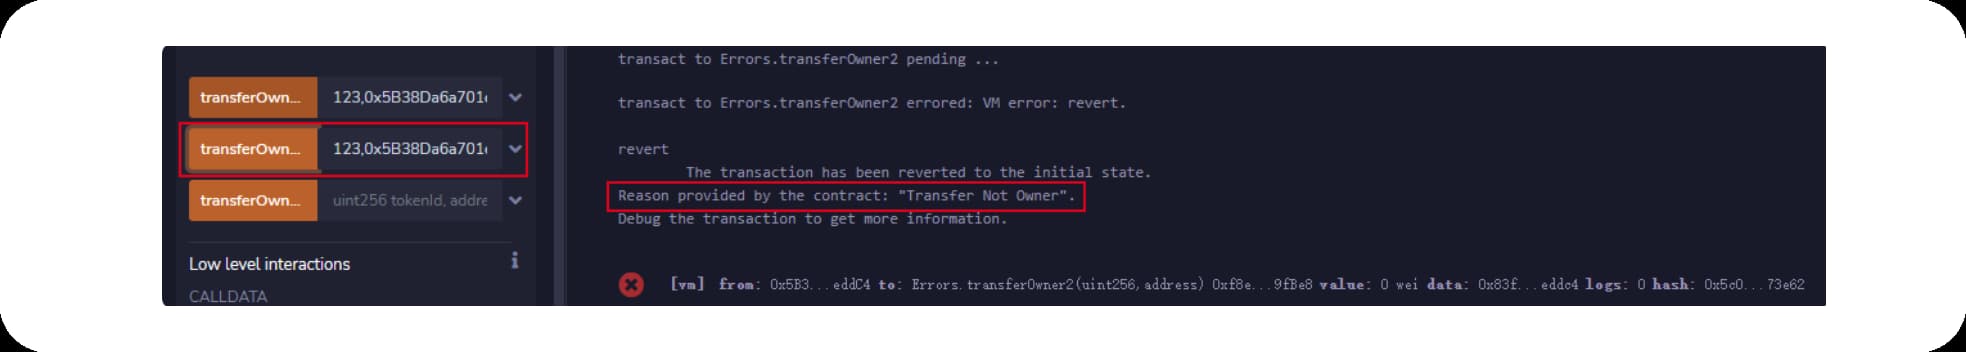 transferOwn...
123,0x5B38Da6a701
transferOwn...
123,0x5B38Da6a701
transferOwn...
uint256 tokenId, addre
Low level interactions
i
CALLDATA
transact to Errors.transferOwner2 pending ...
transact to Errors.transferOwner2 errored: VM error: revert.
revert
The transaction has been reverted to the initial state.
Reason provided by the contract: "Transfer Not Owner".
Debug the transaction to get more information.
[vm] from: 0x5B3...eddC4 to: Errors.transferOwner2(uint256,address) 0xf8e...9fBe8 value: 0 wei data: 0x83f...eddc4 logs: 0 hash: 0x5c0...73e62